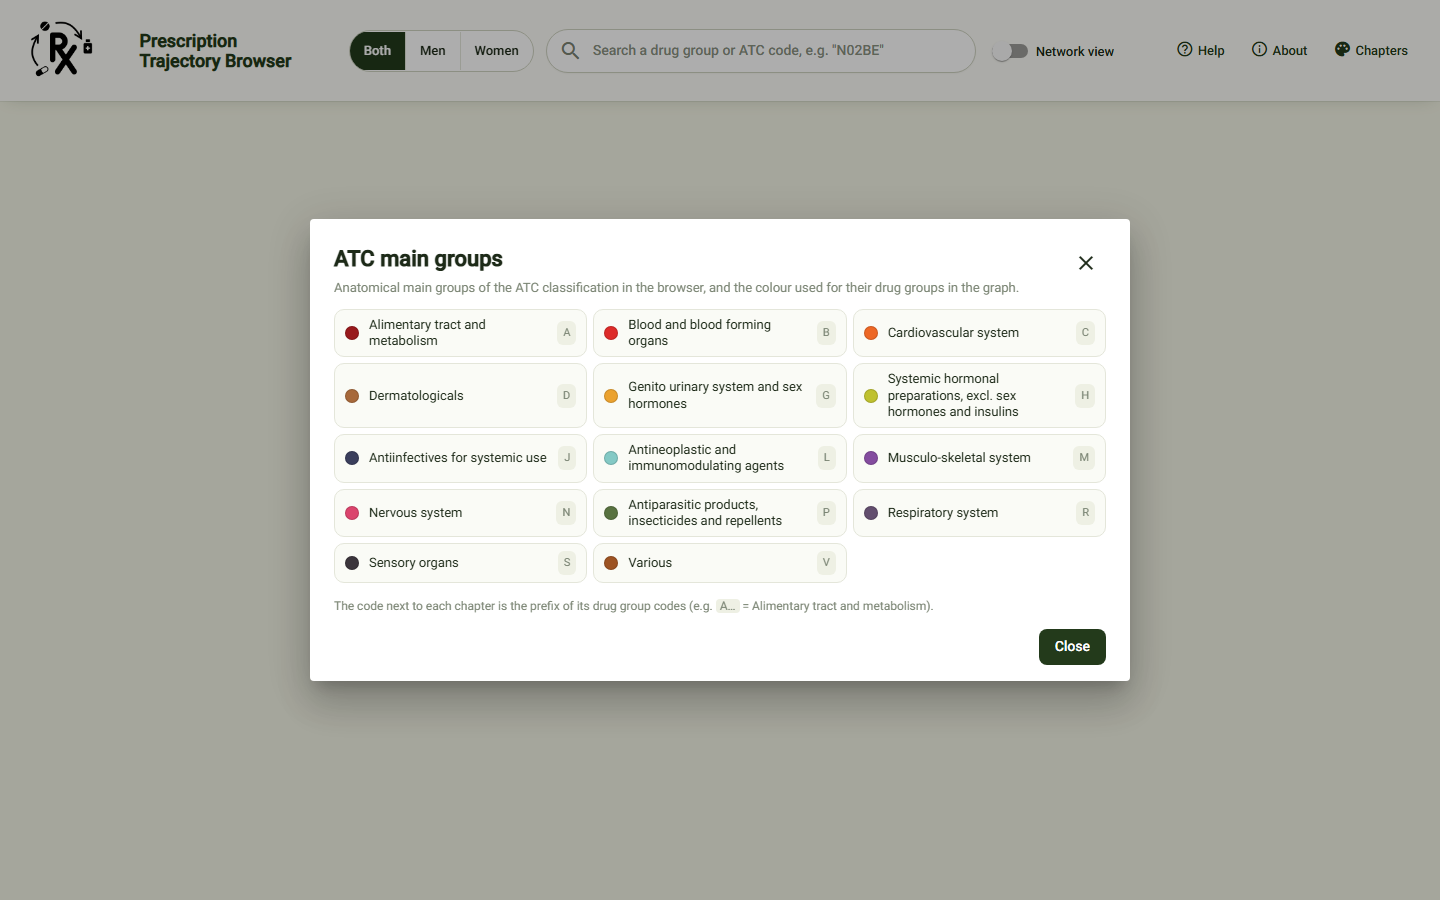 Rx
Prescription
Trajectory Browser
Both
Men
Women
Search a drug group or ATC code, e.g. "N02BE"
Network view
Help
About
Chapters
ATC main groups
Anatomical main groups of the ATC classification in the browser, and the colour used for their drug groups in the graph.
Alimentary tract and
metabolism
A
Blood and blood forming
organs
B
Cardiovascular system
C
Dermatologicals
D
Genito urinary system and sex
hormones
G
Systemic hormonal
preparations, excl. sex
hormones and insulins
H
Antiinfectives for systemic use
J
Antineoplastic and
immunomodulating agents
L
Musculo-skeletal system
M
Nervous system
N
Antiparasitic products,
insecticides and repellents
P
Respiratory system
R
Sensory organs
S
Various
V
The code next to each chapter is the prefix of its drug group codes (e.g. A… = Alimentary tract and metabolism).
Close